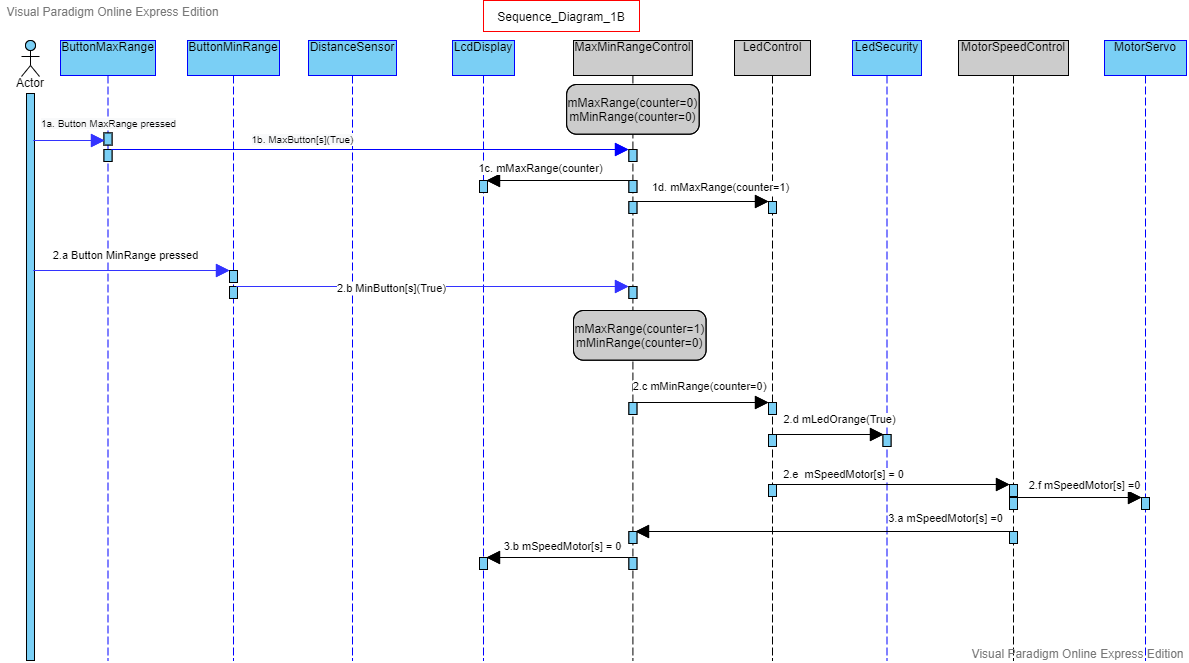 Visual Paradigm Online Express Edition
Sequence_Diagram_1B
Actor
ButtonMaxRange
ButtonMinRange
DistanceSensor
LcdDisplay
MaxMinRangeControl
LedControl
LedSecurity
MotorSpeedControl
MotorServo
mMaxRange(counter=0)
mMinRange(counter=0)
1a. Button MaxRange pressed
1b. MaxButton[s](True)
1c. mMaxRange(counter)
1d. mMaxRange(counter=1)
2.a Button MinRange pressed
2.b MinButton[s](True)
mMaxRange(counter=1)
mMinRange(counter=0)
2.c mMinRange(counter=0)
2.d mLedOrange(True)
2.e mSpeedMotor[s] = 0
2.f mSpeedMotor[s] =0
3.a mSpeedMotor[s] =0
3.b mSpeedMotor[s] = 0
Visual Paradigm Online Express Edition